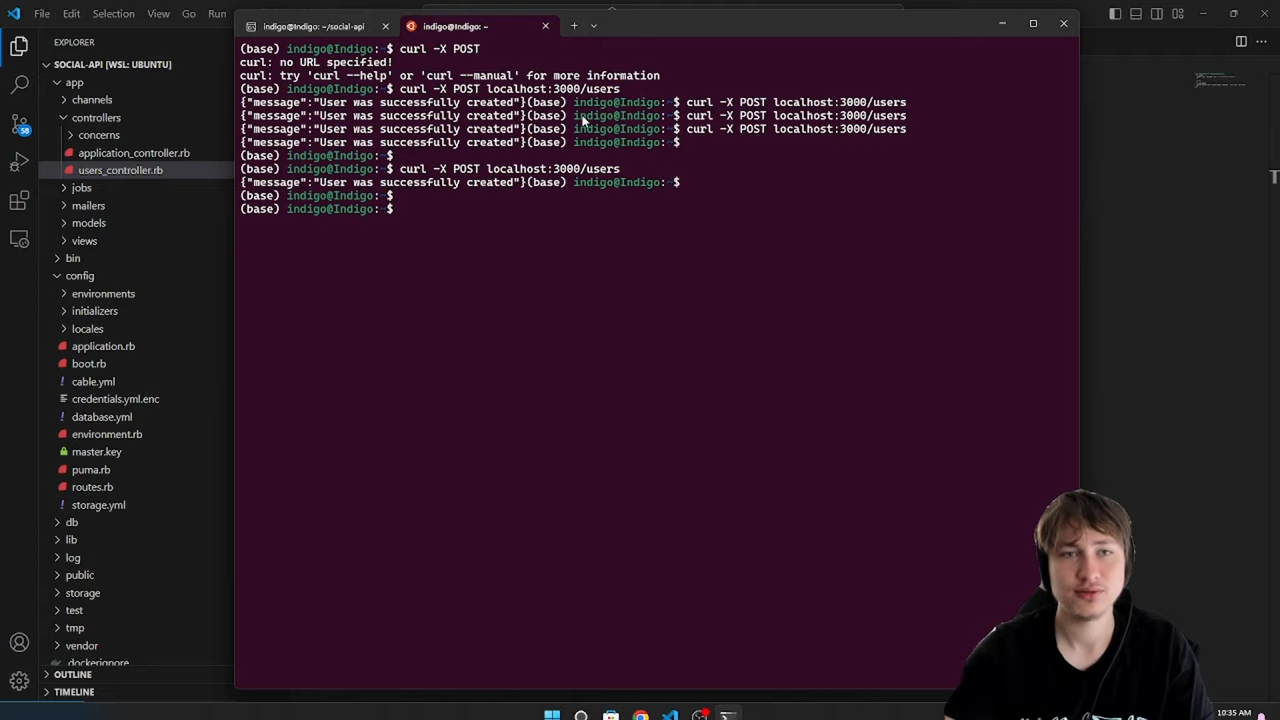 File Edit Selection View Go Run
indigo@Indigo: ~/social-api
indigo@Indigo: ~
EXPLORER
SOCIAL-API [WSL: UBUNTU]
app
channels
controllers
concerns
application_controller.rb
users_controller.rb
jobs
mailers
models
views
bin
config
environments
initializers
locales
application.rb
boot.rb
! cable.yml
credentials.yml.enc
! database.yml
environment.rb
master.key
puma.rb
routes.rb
! storage.yml
db
lib
log
public
storage
test
tmp
vendor
.dockerignore
OUTLINE
TIMELINE
58
(base) indigo@Indigo:~$ curl -X POST
curl: no URL specified!
curl: try 'curl --help' or 'curl --manual' for more information
(base) indigo@Indigo:~$ curl -X POST localhost:3000/users
{"message":"User was successfully created"}(base) indigo@Indigo:~$ curl -X POST localhost:3000/users
{"message":"User was successfully created"}(base) indigo@Indigo:~$ curl -X POST localhost:3000/users
{"message":"User was successfully created"}(base) indigo@Indigo:~$ curl -X POST localhost:3000/users
{"message":"User was successfully created"}(base) indigo@Indigo:~$
(base) indigo@Indigo:~$
(base) indigo@Indigo:~$ curl -X POST localhost:3000/users
{"message":"User was successfully created"}(base) indigo@Indigo:~$
(base) indigo@Indigo:~$
(base) indigo@Indigo:~$
10:35 AM